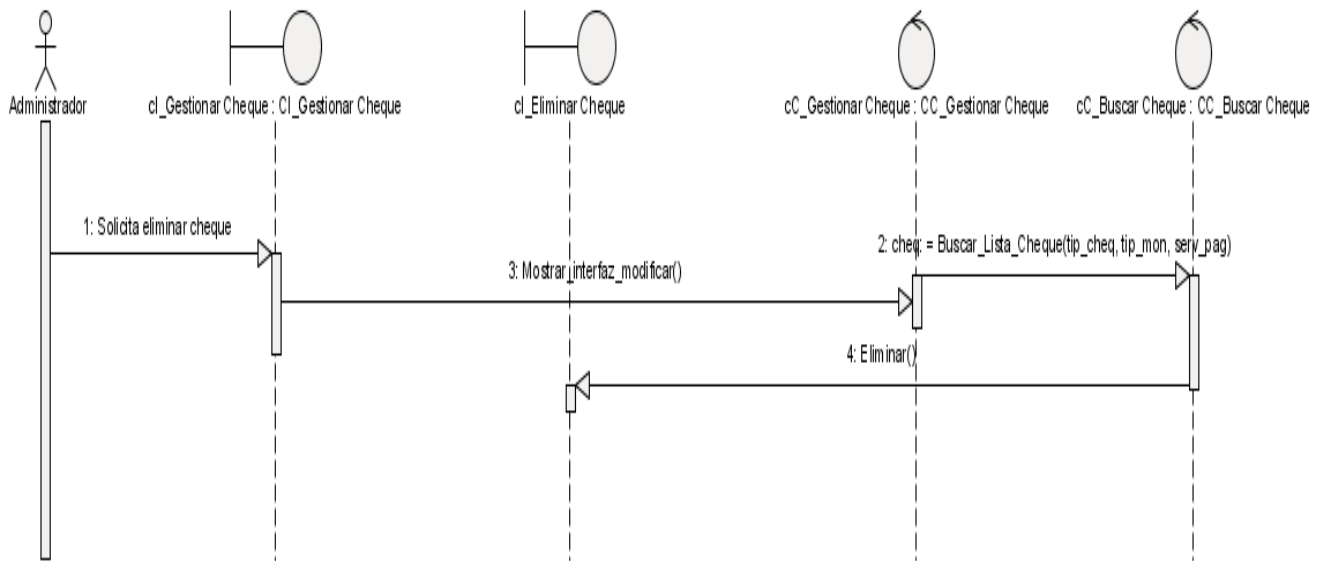 Administrador
cI_Gestionar Cheque : CI_Gestionar Cheque
cI_Eliminar Cheque
cC_Gestionar Cheque : CC_Gestionar Cheque
cC_Buscar Cheque : CC_Buscar Cheque
1: Solicita eliminar cheque
2: cheq: = Buscar_Lista_Cheque(tip_cheq, tip_mon, serv_pag)
3: Mostrar_interfaz_modificar()
4: Eliminar()